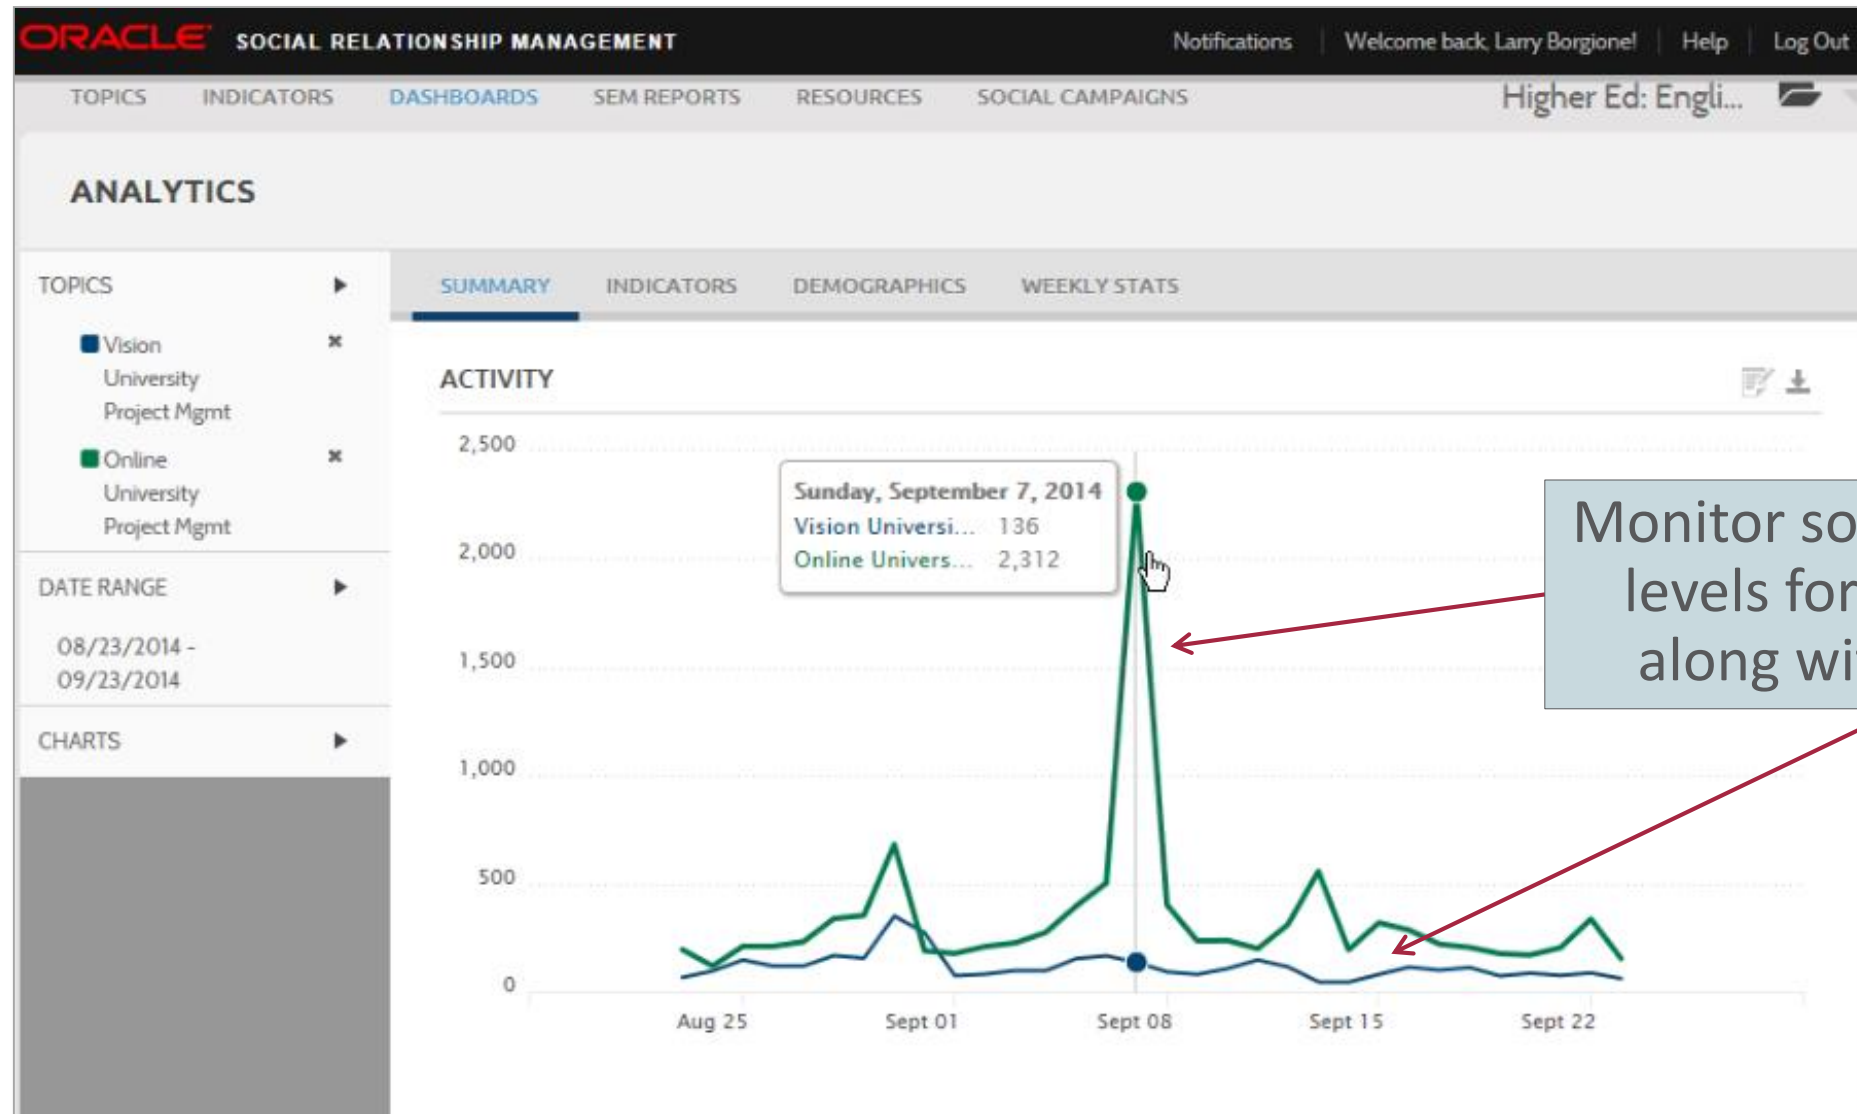 ORACLE SOCIAL RELATIONSHIP MANAGEMENT
Notifications Welcome back, Larry Borgione! Help Log Out
TOPICS INDICATORS DASHBOARDS SEM REPORTS RESOURCES SOCIAL CAMPAIGNS
Higher Ed: Engli...
ANALYTICS
TOPICS
Vision
University
Project Mgmt
Online
University
Project Mgmt
DATE RANGE
08/23/2014 -
09/23/2014
CHARTS
SUMMARY INDICATORS DEMOGRAPHICS WEEKLY STATS
ACTIVITY
2,500
2,000
1,500
1,000
500
0
Sunday, September 7, 2014
Vision Universi... 136
Online Univers... 2,312
Monitor so
levels for
along wi
Aug 25 Sept 01 Sept 08 Sept 15 Sept 22